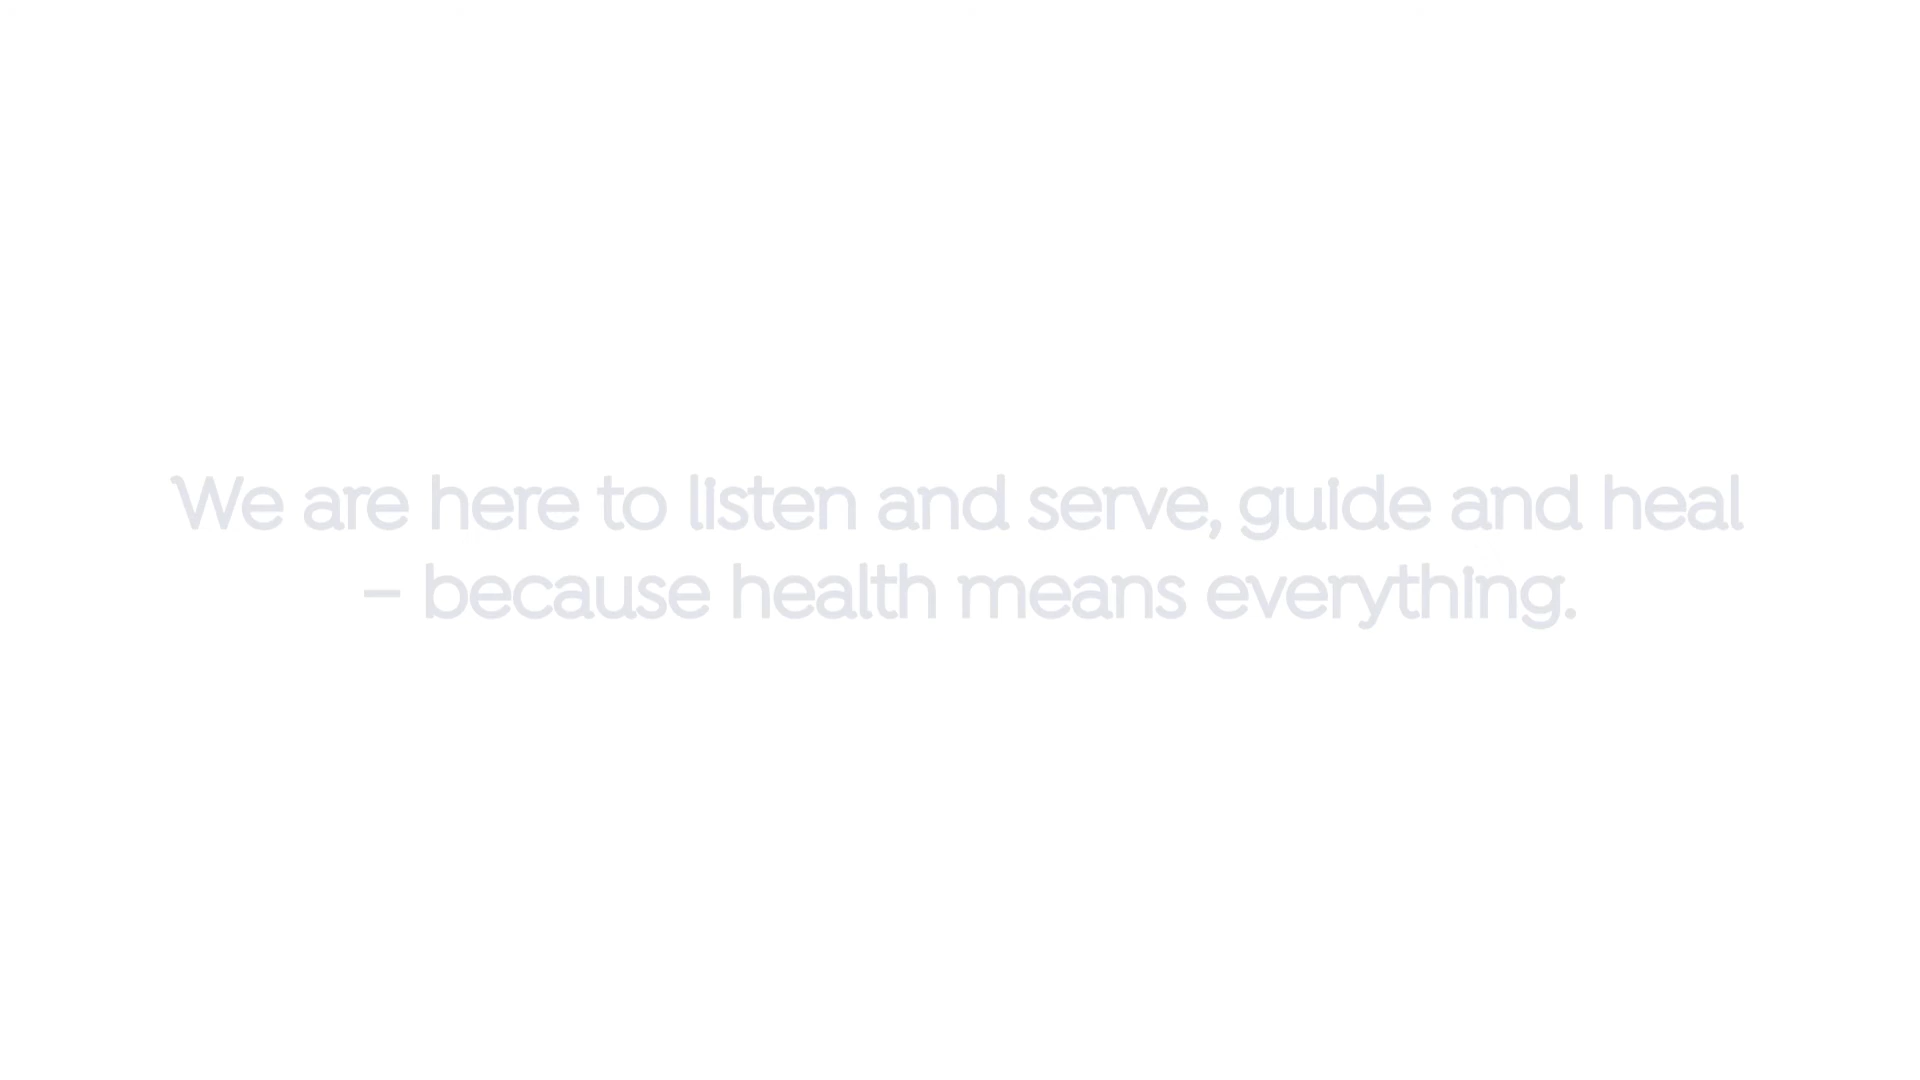 We are here to listen and serve, guide and heal
– because health means everything.